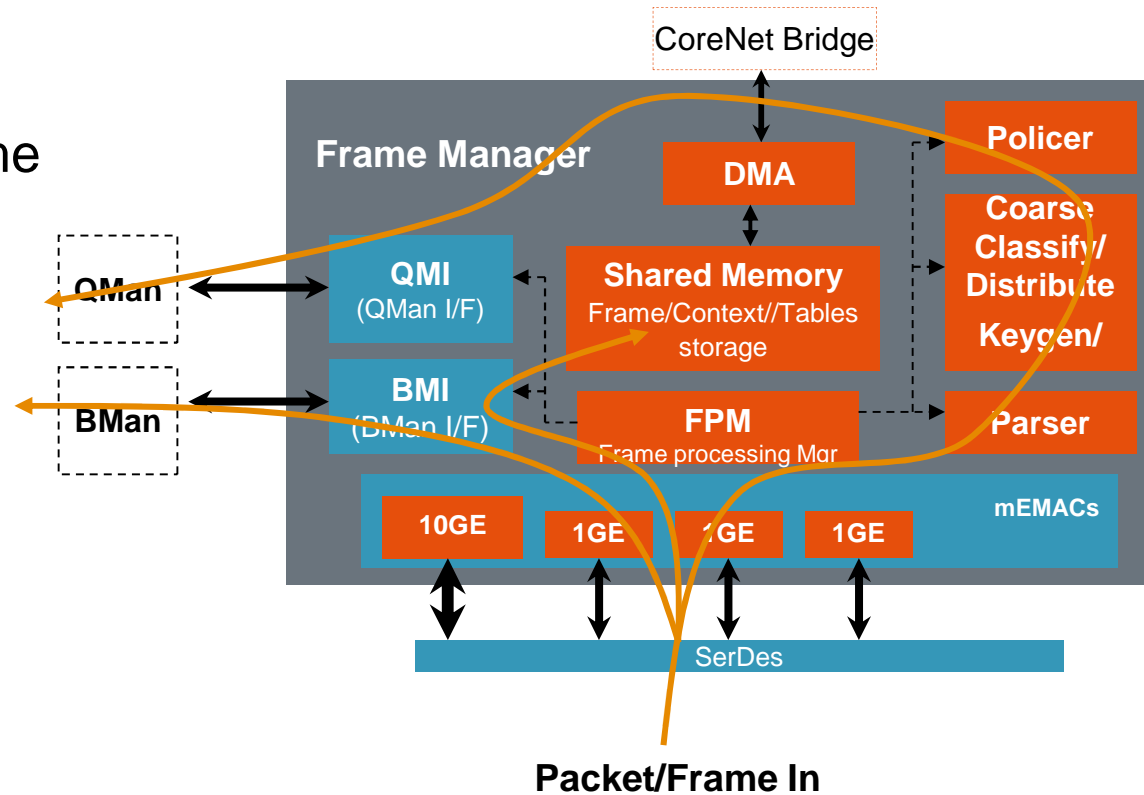 CoreNet Bridge
ne
Frame Manager
Policer
DMA
Coarse
Classify/
Distribute
Keygen/
QMan
QMI
(QMan I/F)
Shared Memory
Frame/Context//Tables
storage
BMan
BMI
(BMan I/F)
FPM
Frame processing Mgr
Parser
mEMACs
10GE
1GE
1GE
1GE
SerDes
Packet/Frame In